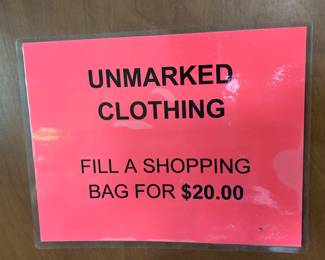 UNMARKED
CLOTHING
FILL A SHOPPING
BAG FOR $20.00